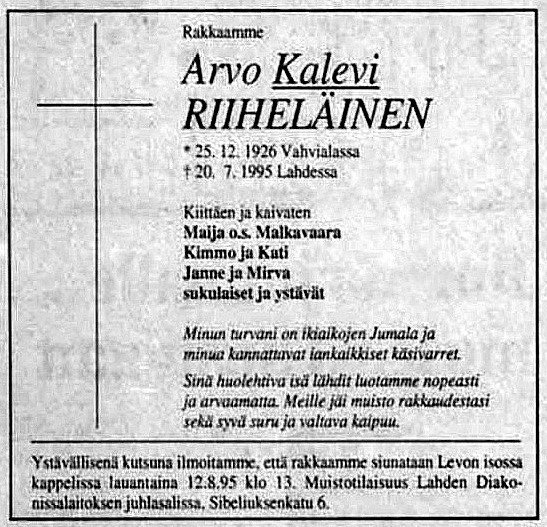 Rakkaamme
Arvo Kalevi
RIIHELÄINEN
* 25. 12. 1926 Vahvialassa
† 20. 7. 1995 Lahdessa
Kiittäen ja kaivaten
Maija o.s. Malkavaara
Kimmo ja Kati
Janne ja Mirva
sukulaiset ja ystävät
Minun turvani on ikiaikojen Jumala ja
minua kannattavat iankaikkiset käsivarret.
Sinä huolehtiva isä lähdit luotamme nopeasti
ja arvaamatta. Meille jäi muisto rakkaudestasi
sekä syvä suru ja valtava kaipuu.
Ystävällisenä kutsuna ilmoitamme, että rakkaamme siunataan Levon isossa
kappelissa lauantaina 12.8.95 klo 13. Muistotilaisuus Lahden Diako-
nissalaitoksen juhlasalissa, Sibeliuksenkatu 6.